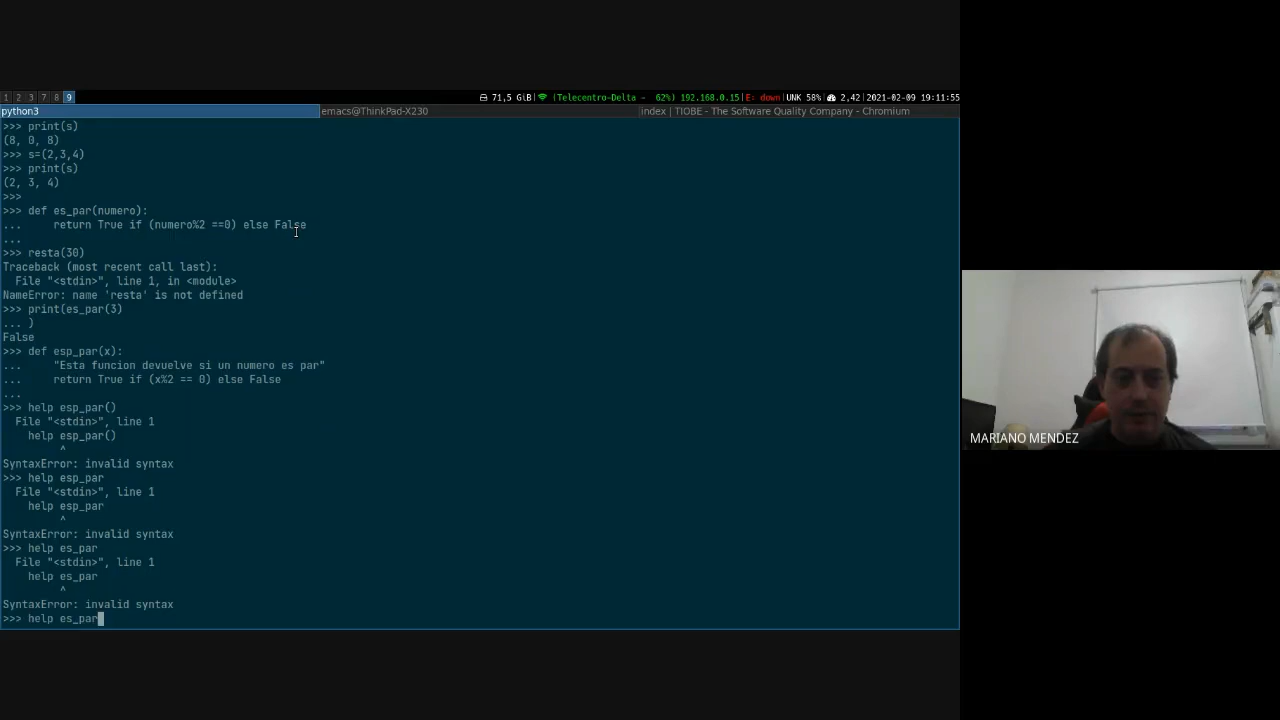 1 2 3 7 8 9
71,5 GiB| (Telecentro-Delta - 62%) 192.168.0.15|E: down|UNK 58%| 2,42|2021-02-09 19:11:55
python3
emacs@ThinkPad-X230
index | TIOBE - The Software Quality Company - Chromium
>>> print(s)
(8, 0, 8)
>>> s=(2,3,4)
>>> print(s)
(2, 3, 4)
>>>
>>> def es_par(numero):
...     return True if (numero%2 ==0) else False
...
>>> resta(30)
Traceback (most recent call last):
  File "<stdin>", line 1, in <module>
NameError: name 'resta' is not defined
>>> print(es_par(3)
... )
False
>>> def esp_par(x):
...     "Esta funcion devuelve si un numero es par"
...     return True if (x%2 == 0) else False
...
>>> help esp_par()
  File "<stdin>", line 1
    help esp_par()
         ^
SyntaxError: invalid syntax
>>> help esp_par
  File "<stdin>", line 1
    help esp_par
         ^
SyntaxError: invalid syntax
>>> help es_par
  File "<stdin>", line 1
    help es_par
         ^
SyntaxError: invalid syntax
>>> help es_par
MARIANO MENDEZ